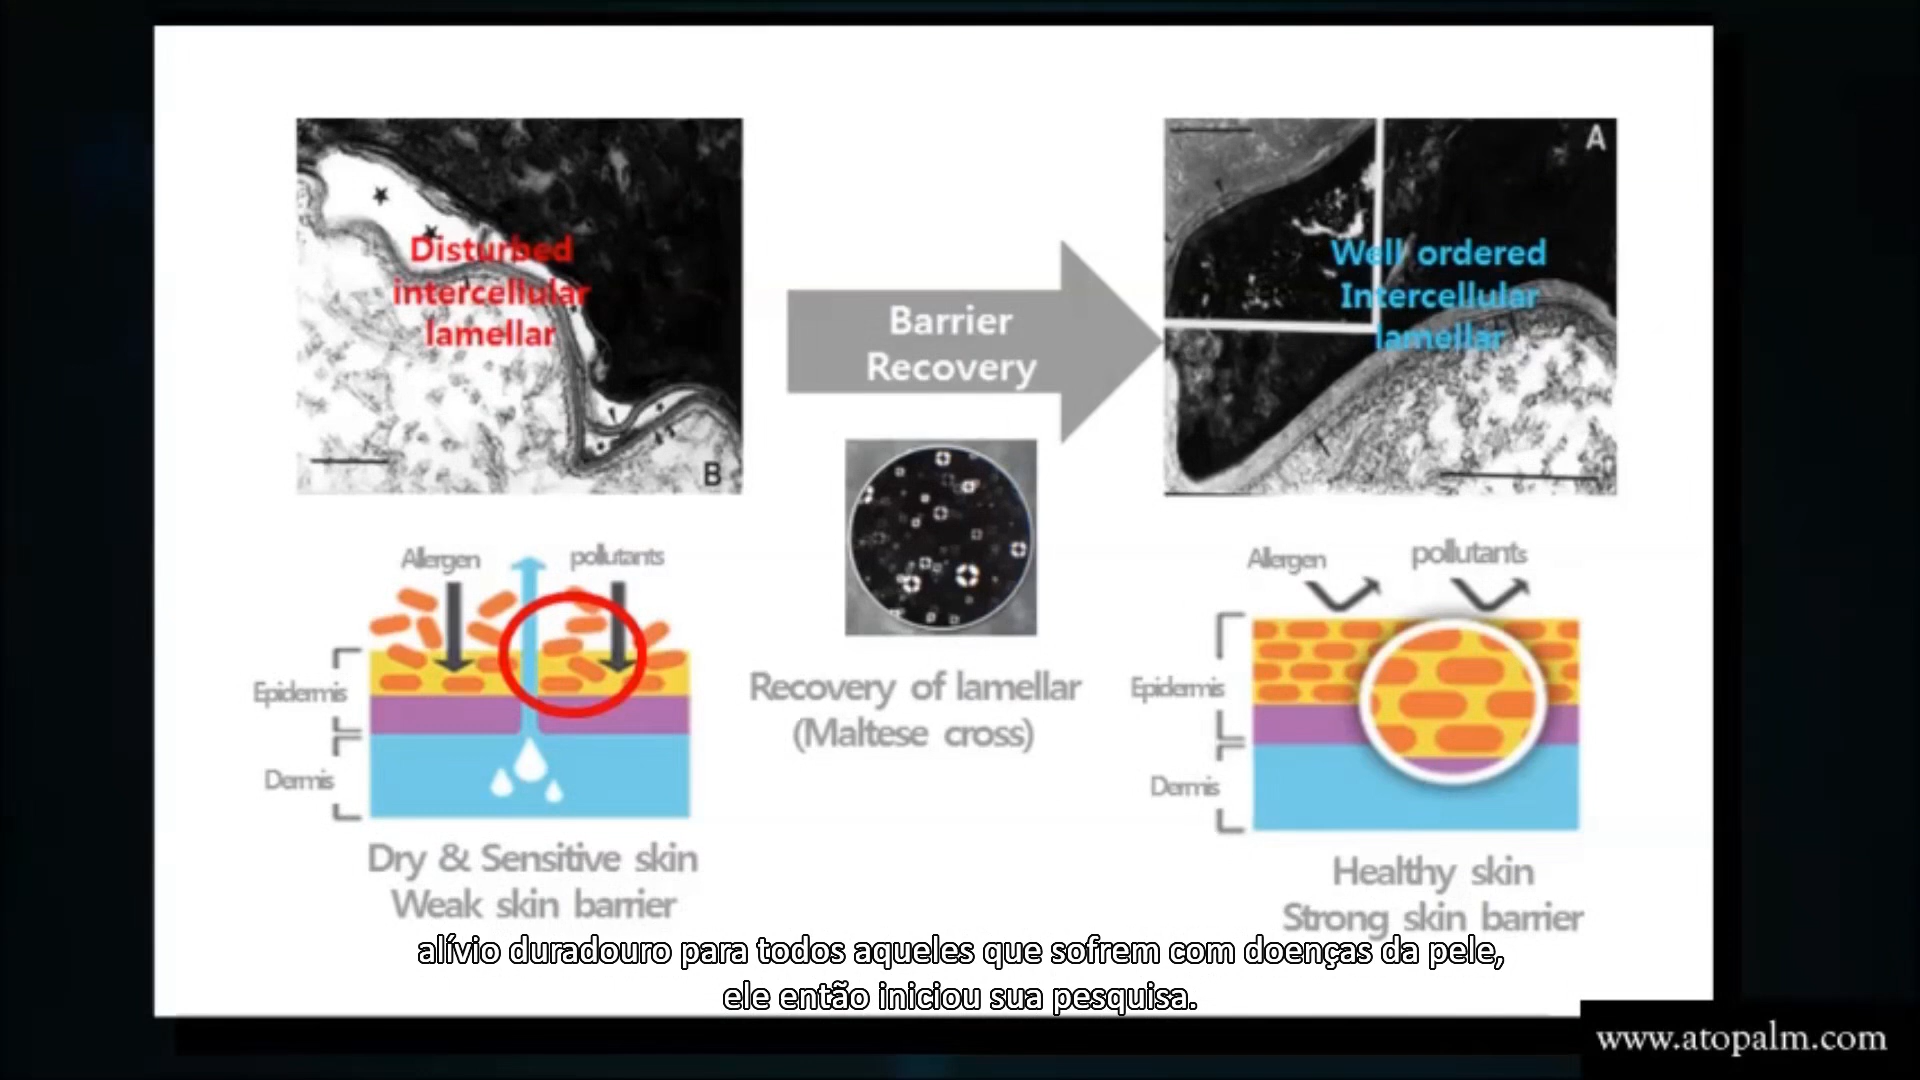 Disturbed
intercellular
lamellar
B
Barrier
Recovery
A
Well ordered
Intercellular
lamellar
Allergen
pollutants
Epidermis
Dermis
Dry & Sensitive skin
Weak skin barrier
Recovery of lamellar
(Maltese cross)
Allergen
pollutants
Epidermis
Dermis
Healthy skin
Strong skin barrier
alívio duradouro para todos aqueles que sofrem com doenças da pele,
ele então iniciou sua pesquisa.
www.atopalm.com